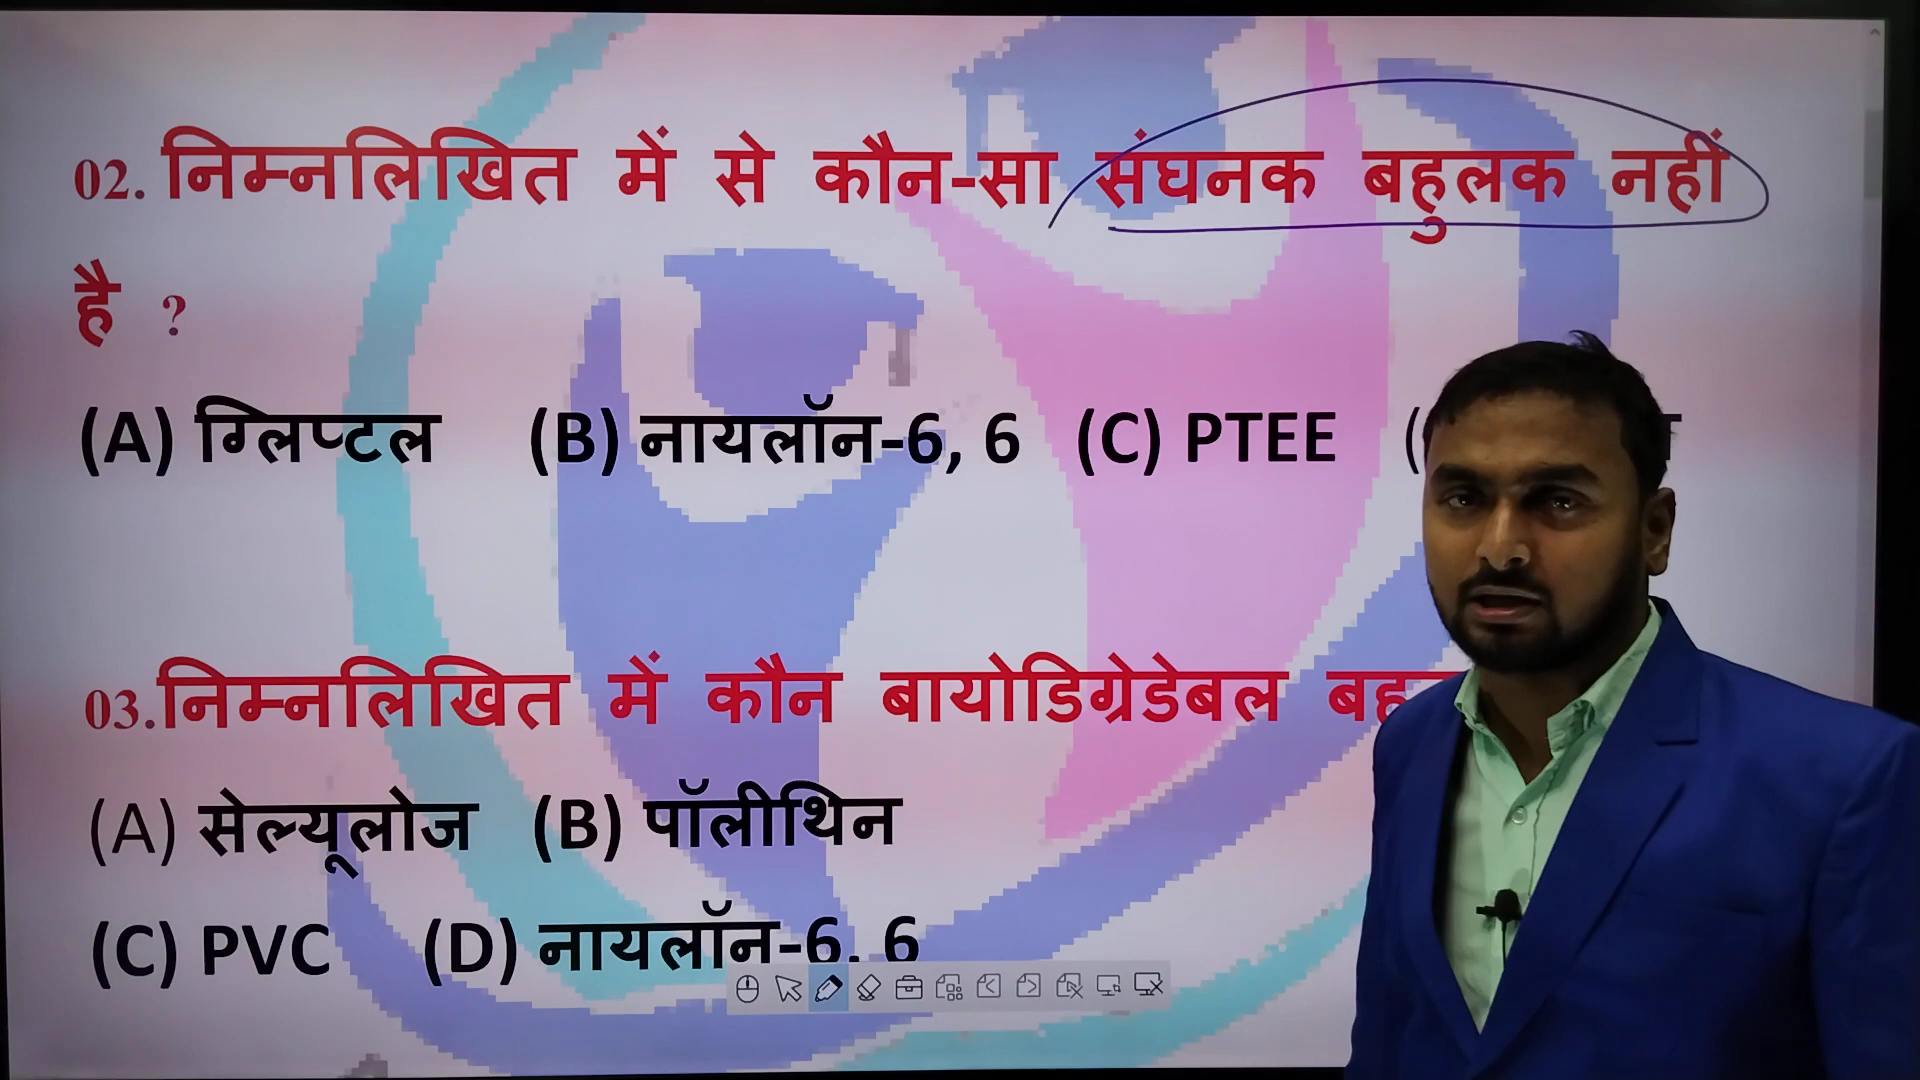 02. निम्नलिखित में से कौन-सा संघनक बहुलक नहीं
है ?
(A) ग्लिप्टल (B) नायलॉन-6, 6 (C) PTEE (
03.निम्नलिखित में कौन बायोडिग्रेडेबल
(A) सेल्यूलोज (B) पॉलीथिन
(C) PVC (D) नायलॉन-6, 6